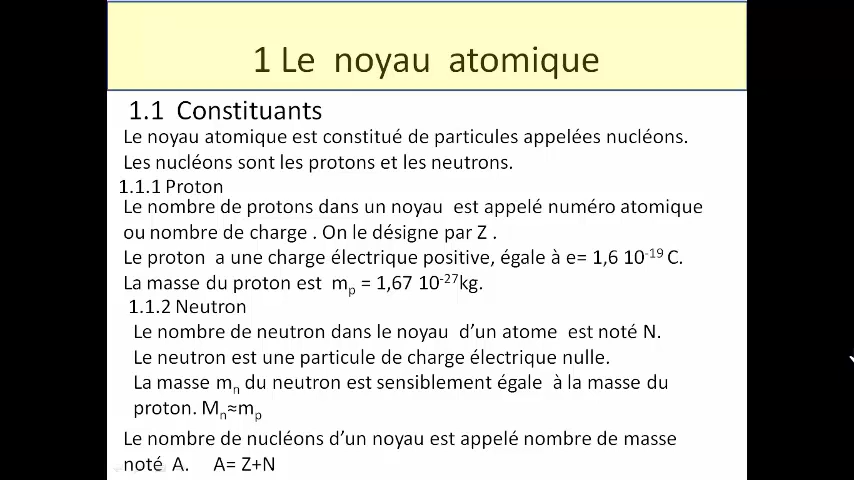 1 Le noyau atomique
1.1 Constituants
Le noyau atomique est constitué de particules appelées nucléons.
Les nucléons sont les protons et les neutrons.
1.1.1 Proton
Le nombre de protons dans un noyau est appelé numéro atomique
ou nombre de charge . On le désigne par Z .
Le proton a une charge électrique positive, égale à e= 1,6 10⁻¹⁹ C.
La masse du proton est mₚ = 1,67 10⁻²⁷kg.
1.1.2 Neutron
Le nombre de neutron dans le noyau d’un atome est noté N.
Le neutron est une particule de charge électrique nulle.
La masse mₙ du neutron est sensiblement égale à la masse du
proton. Mₙ≈mₚ
Le nombre de nucléons d’un noyau est appelé nombre de masse
noté A. A= Z+N